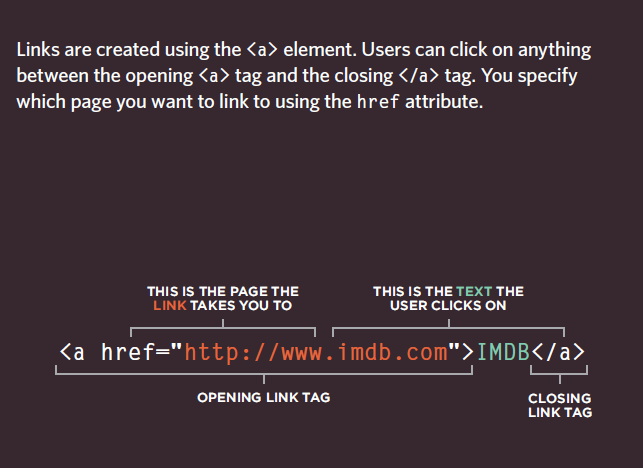 Links are created using the <a> element. Users can click on anything
between the opening <a> tag and the closing </a> tag. You specify
which page you want to link to using the href attribute.
THIS IS THE PAGE THE
LINK TAKES YOU TO
THIS IS THE TEXT THE
USER CLICKS ON
<a href="http://www.imdb.com">IMDB</a>
OPENING LINK TAG
CLOSING
LINK TAG